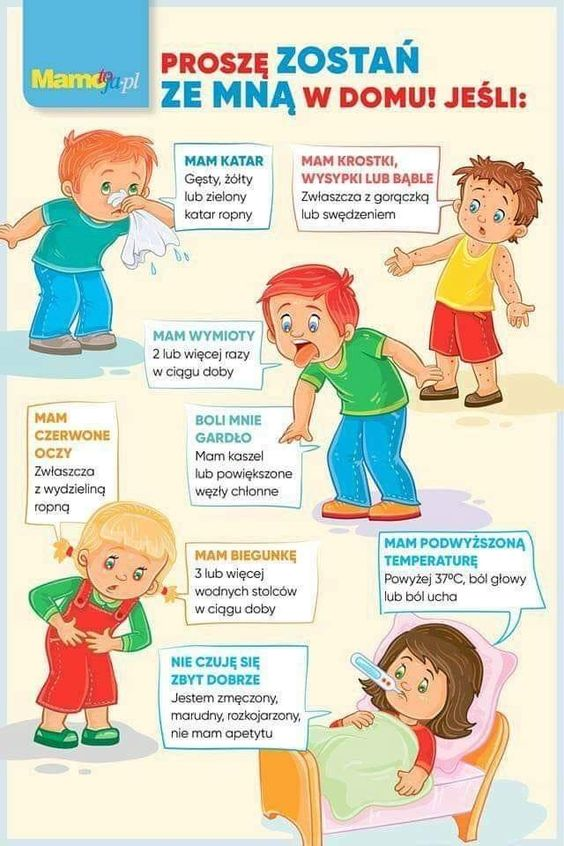 Mamotoja.pl
PROSZĘ ZOSTAŃ
ZE MNĄ W DOMU! JEŚLI:
MAM KATAR
Gęsty, żółty
lub zielony
katar ropny
MAM KROSTKI,
WYSYPKI LUB BĄBLE
Zwłaszcza z gorączką
lub swędzeniem
MAM WYMIOTY
2 lub więcej razy
w ciągu doby
MAM
CZERWONE
OCZY
Zwłaszcza
z wydzieliną
ropną
BOLI MNIE
GARDŁO
Mam kaszel
lub powiększone
węzły chłonne
MAM BIEGUNKĘ
3 lub więcej
wodnych stolców
w ciągu doby
MAM PODWYŻSZONĄ
TEMPERATURĘ
Powyżej 37ºC, ból głowy
lub ból ucha
NIE CZUJĘ SIĘ
ZBYT DOBRZE
Jestem zmęczony,
marudny, rozkojarzony,
nie mam apetytu